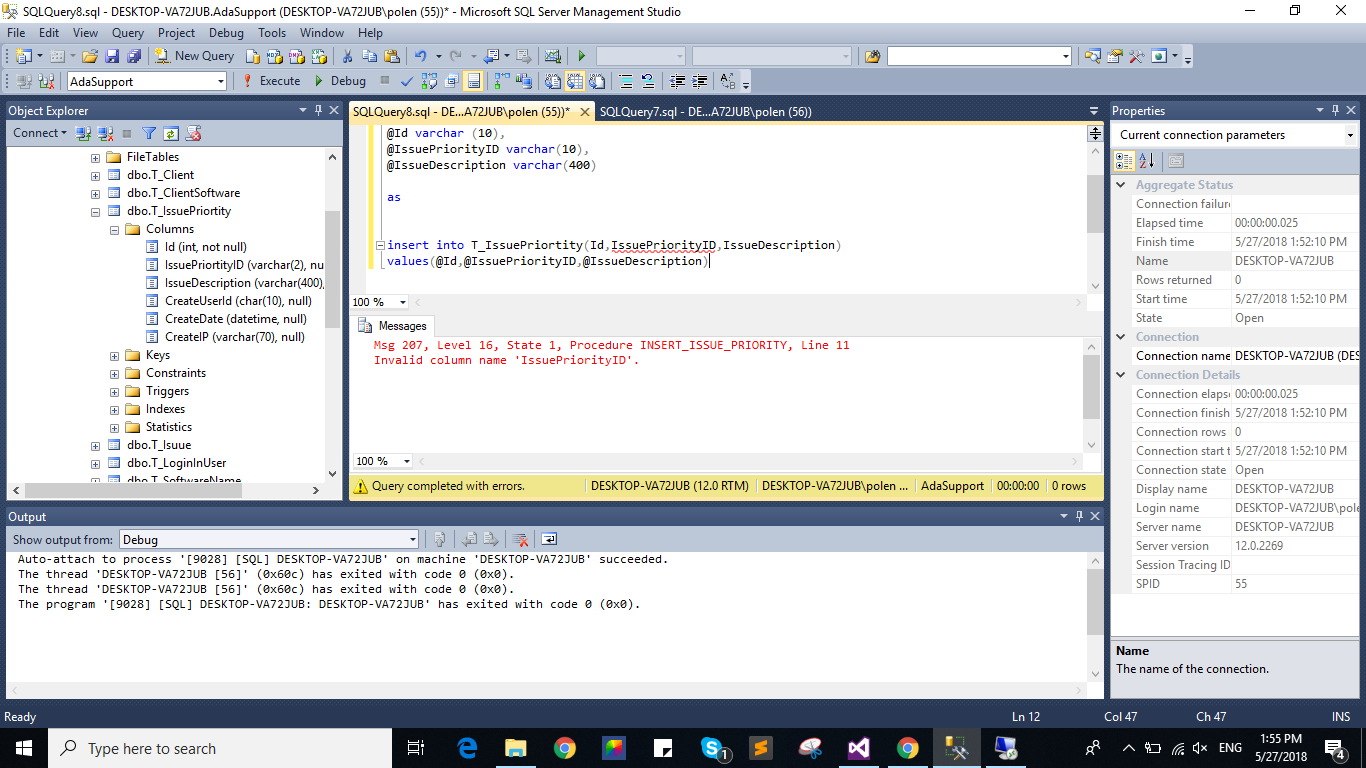 SQLQuery8.sql - DESKTOP-VA72JUB.AdaSupport (DESKTOP-VA72JUB\polen (55))* - Microsoft SQL Server Management Studio
File Edit View Query Project Debug Tools Window Help
New Query
AdaSupport Execute Debug
Object Explorer
Connect
FileTables
dbo.T_Client
dbo.T_ClientSoftware
dbo.T_IssuePriortity
Columns
Id (int, not null)
IssuePriortityID (varchar(2), nu
IssueDescription (varchar(400),
CreateUserId (char(10), null)
CreateDate (datetime, null)
CreateIP (varchar(70), null)
Keys
Constraints
Triggers
Indexes
Statistics
dbo.T_Isuue
dbo.T_LoginInUser
dbo.T_SoftwareName
SQLQuery8.sql - DE...A72JUB\polen (55))* SQLQuery7.sql - DE...A72JUB\polen (56))
@Id varchar (10),
@IssuePriorityID varchar(10),
@IssueDescription varchar(400)
as
insert into T_IssuePriortity(Id,IssuePriorityID,IssueDescription)
values(@Id,@IssuePriorityID,@IssueDescription)
100 %
Messages
Msg 207, Level 16, State 1, Procedure INSERT_ISSUE_PRIORITY, Line 11
Invalid column name 'IssuePriorityID'.
100 %
Query completed with errors. DESKTOP-VA72JUB (12.0 RTM) DESKTOP-VA72JUB\polen ... AdaSupport 00:00:00 0 rows
Properties
Current connection parameters
Aggregate Status
Connection failure
Elapsed time 00:00:00.025
Finish time 5/27/2018 1:52:10 PM
Name DESKTOP-VA72JUB
Rows returned 0
Start time 5/27/2018 1:52:10 PM
State Open
Connection
Connection name DESKTOP-VA72JUB (DES
Connection Details
Connection elaps 00:00:00.025
Connection finish 5/27/2018 1:52:10 PM
Connection rows 0
Connection start t 5/27/2018 1:52:10 PM
Connection state Open
Display name DESKTOP-VA72JUB
Login name DESKTOP-VA72JUB\pole
Server name DESKTOP-VA72JUB
Server version 12.0.2269
Session Tracing ID
SPID 55
Name
The name of the connection.
Output
Show output from: Debug
Auto-attach to process '[9028] [SQL] DESKTOP-VA72JUB' on machine 'DESKTOP-VA72JUB' succeeded.
The thread 'DESKTOP-VA72JUB [56]' (0x60c) has exited with code 0 (0x0).
The thread 'DESKTOP-VA72JUB [56]' (0x60c) has exited with code 0 (0x0).
The program '[9028] [SQL] DESKTOP-VA72JUB: DESKTOP-VA72JUB' has exited with code 0 (0x0).
Ready Ln 12 Col 47 Ch 47 INS
Type here to search
1
ENG
1:55 PM
5/27/2018
4